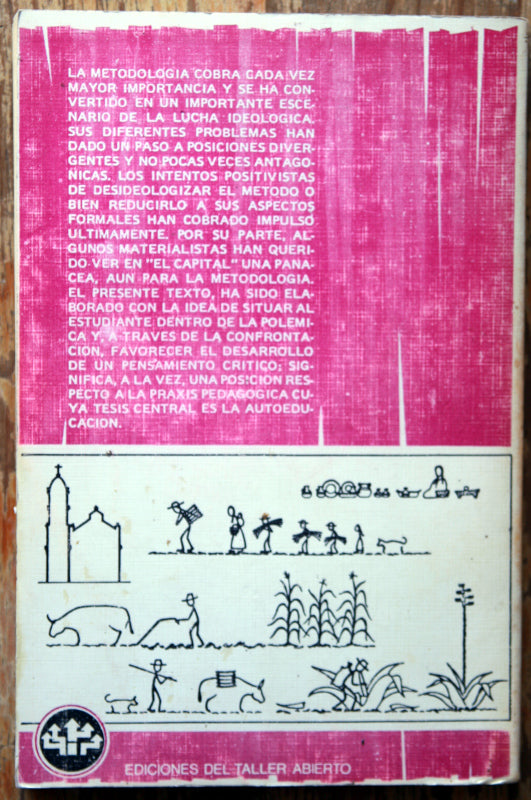 LA METODOLOGIA COBRA CADA VEZ
MAYOR IMPORTANCIA Y SE HA CON-
VERTIDO EN UN IMPORTANTE ESCE-
NARIO DE LA LUCHA IDEOLOGICA.
SUS DIFERENTES PROBLEMAS HAN
DADO UN PASO A POSICIONES DIVER-
GENTES Y NO POCAS VECES ANTAGO-
NICAS. LOS INTENTOS POSITIVISTAS
DE DESIDEOLOGIZAR EL METODO O
BIEN REDUCIRLO A SUS ASPECTOS
FORMALES HAN COBRADO IMPULSO
ULTIMAMENTE. POR SU PARTE, AL-
GUNOS MATERIALISTAS HAN QUERI-
DO VER EN "EL CAPITAL" UNA PANA-
CEA, AUN PARA LA METODOLOGIA.
EL PRESENTE TEXTO, HA SIDO ELA-
BORADO CON LA IDEA DE SITUAR AL
ESTUDIANTE DENTRO DE LA POLEMI-
CA Y, A TRAVES DE LA CONFRONTA-
CION, FAVORECER EL DESARROLLO
DE UN PENSAMIENTO CRITICO; SIG-
NIFICA, A LA VEZ, UNA POSICION RES-
PECTO A LA PRAXIS PEDAGOGICA CU-
YA TESIS CENTRAL ES LA AUTOEDU-
CACION.
EDICIONES DEL TALLER ABIERTO